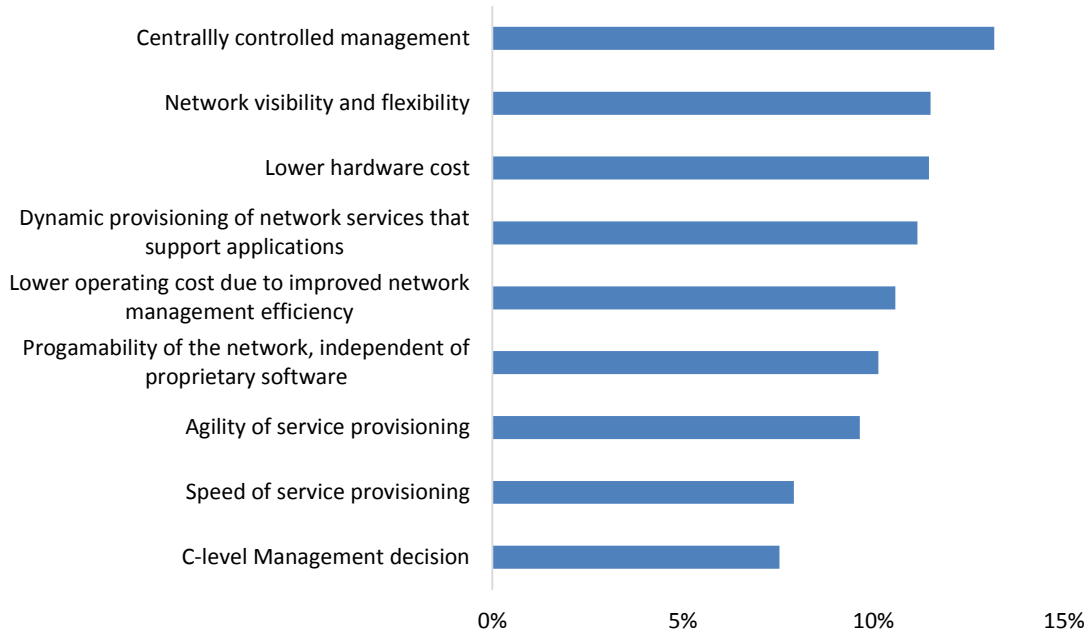 Centrallly controlled management
Network visibility and flexibility
Lower hardware cost
Dynamic provisioning of network services that
support applications
Lower operating cost due to improved network
management efficiency
Progamability of the network, independent of
proprietary software
Agility of service provisioning
Speed of service provisioning
C-level Management decision
0% 5% 10% 15%